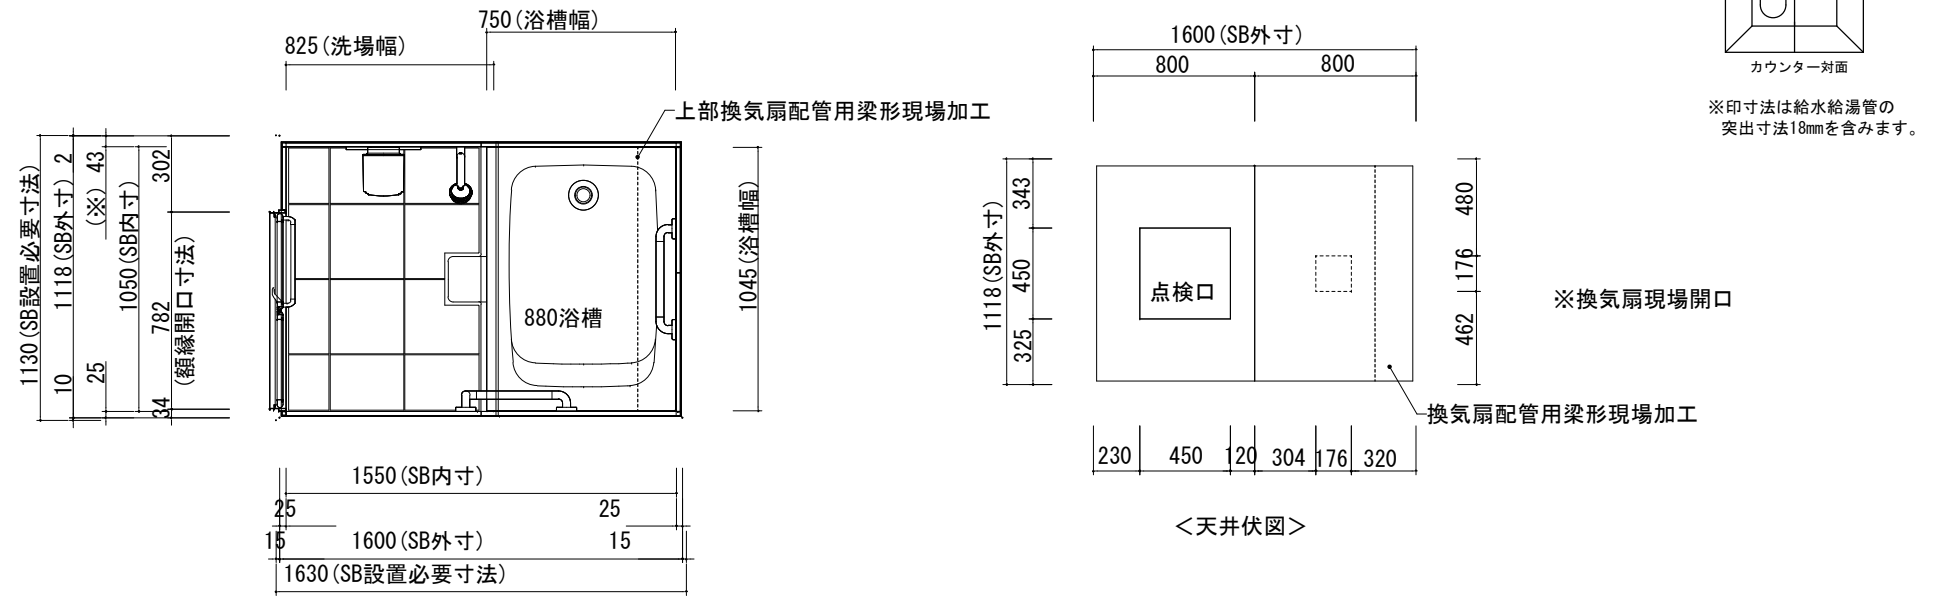 750(浴槽幅)
825(洗場幅)
上部換気扇配管用梁形現場加工
1130(SB設置必要寸法)
2
1118(SB外寸)
10
43
(※)
25
1050(SB内寸)
302
782
(額縁開口寸法)
34
880浴槽
1045(浴槽幅)
1550(SB内寸)
25
25
15
1600(SB外寸)
15
1630(SB設置必要寸法)
1600(SB外寸)
800
800
1118(SB外寸)
343
450
325
点検口
480
176
462
※換気扇現場開口
換気扇配管用梁形現場加工
230
450
120
304
176
320
<天井伏図>
カウンター対面
※印寸法は給水給湯管の
突出寸法18mmを含みます。